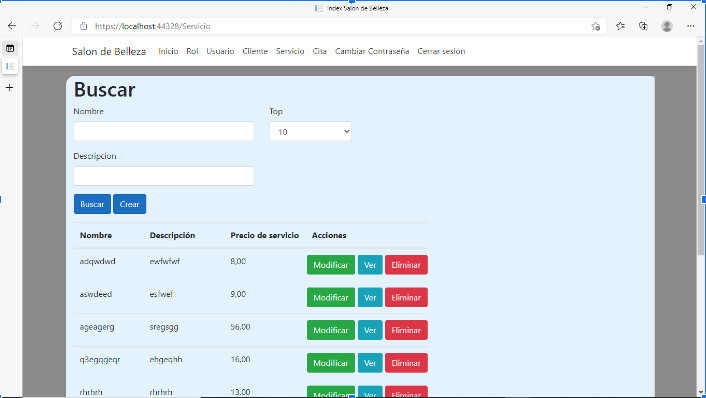 Index Salon de Belleza
https://localhost:44328/Servicio
Salon de Belleza Inicio Rol Usuario Cliente Servicio Cita Cambiar Contraseña Cerrar sesión
Buscar
Nombre Top
10
Descripcion
Buscar Crear
Nombre Descripción Precio de servicio Acciones
adqwdwd ewfwfwf 8,00 Modificar Ver Eliminar
aswdeed esfwef 9,00 Modificar Ver Eliminar
ageagerg sregsgg 56,00 Modificar Ver Eliminar
q3egqgeqr ehgeqhh 16,00 Modificar Ver Eliminar
rhrhrh rhrhrh 13,00 Modificar Ver Eliminar